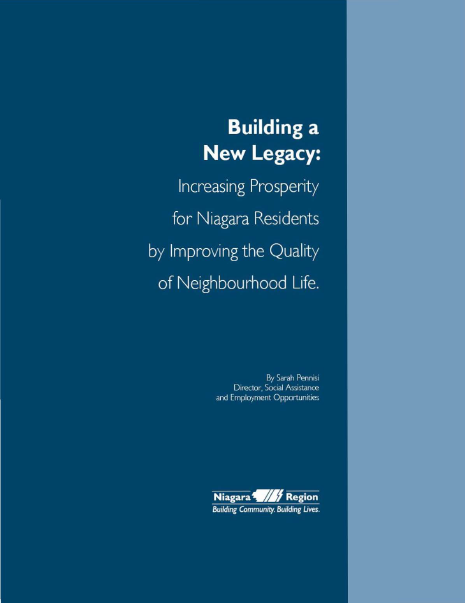 Building a
New Legacy:
Increasing Prosperity
for Niagara Residents
by Improving the Quality
of Neighbourhood Life.
By Sarah Pennisi
Director, Social Assistance
and Employment Opportunities
Niagara Region
Building Community. Building Lives.